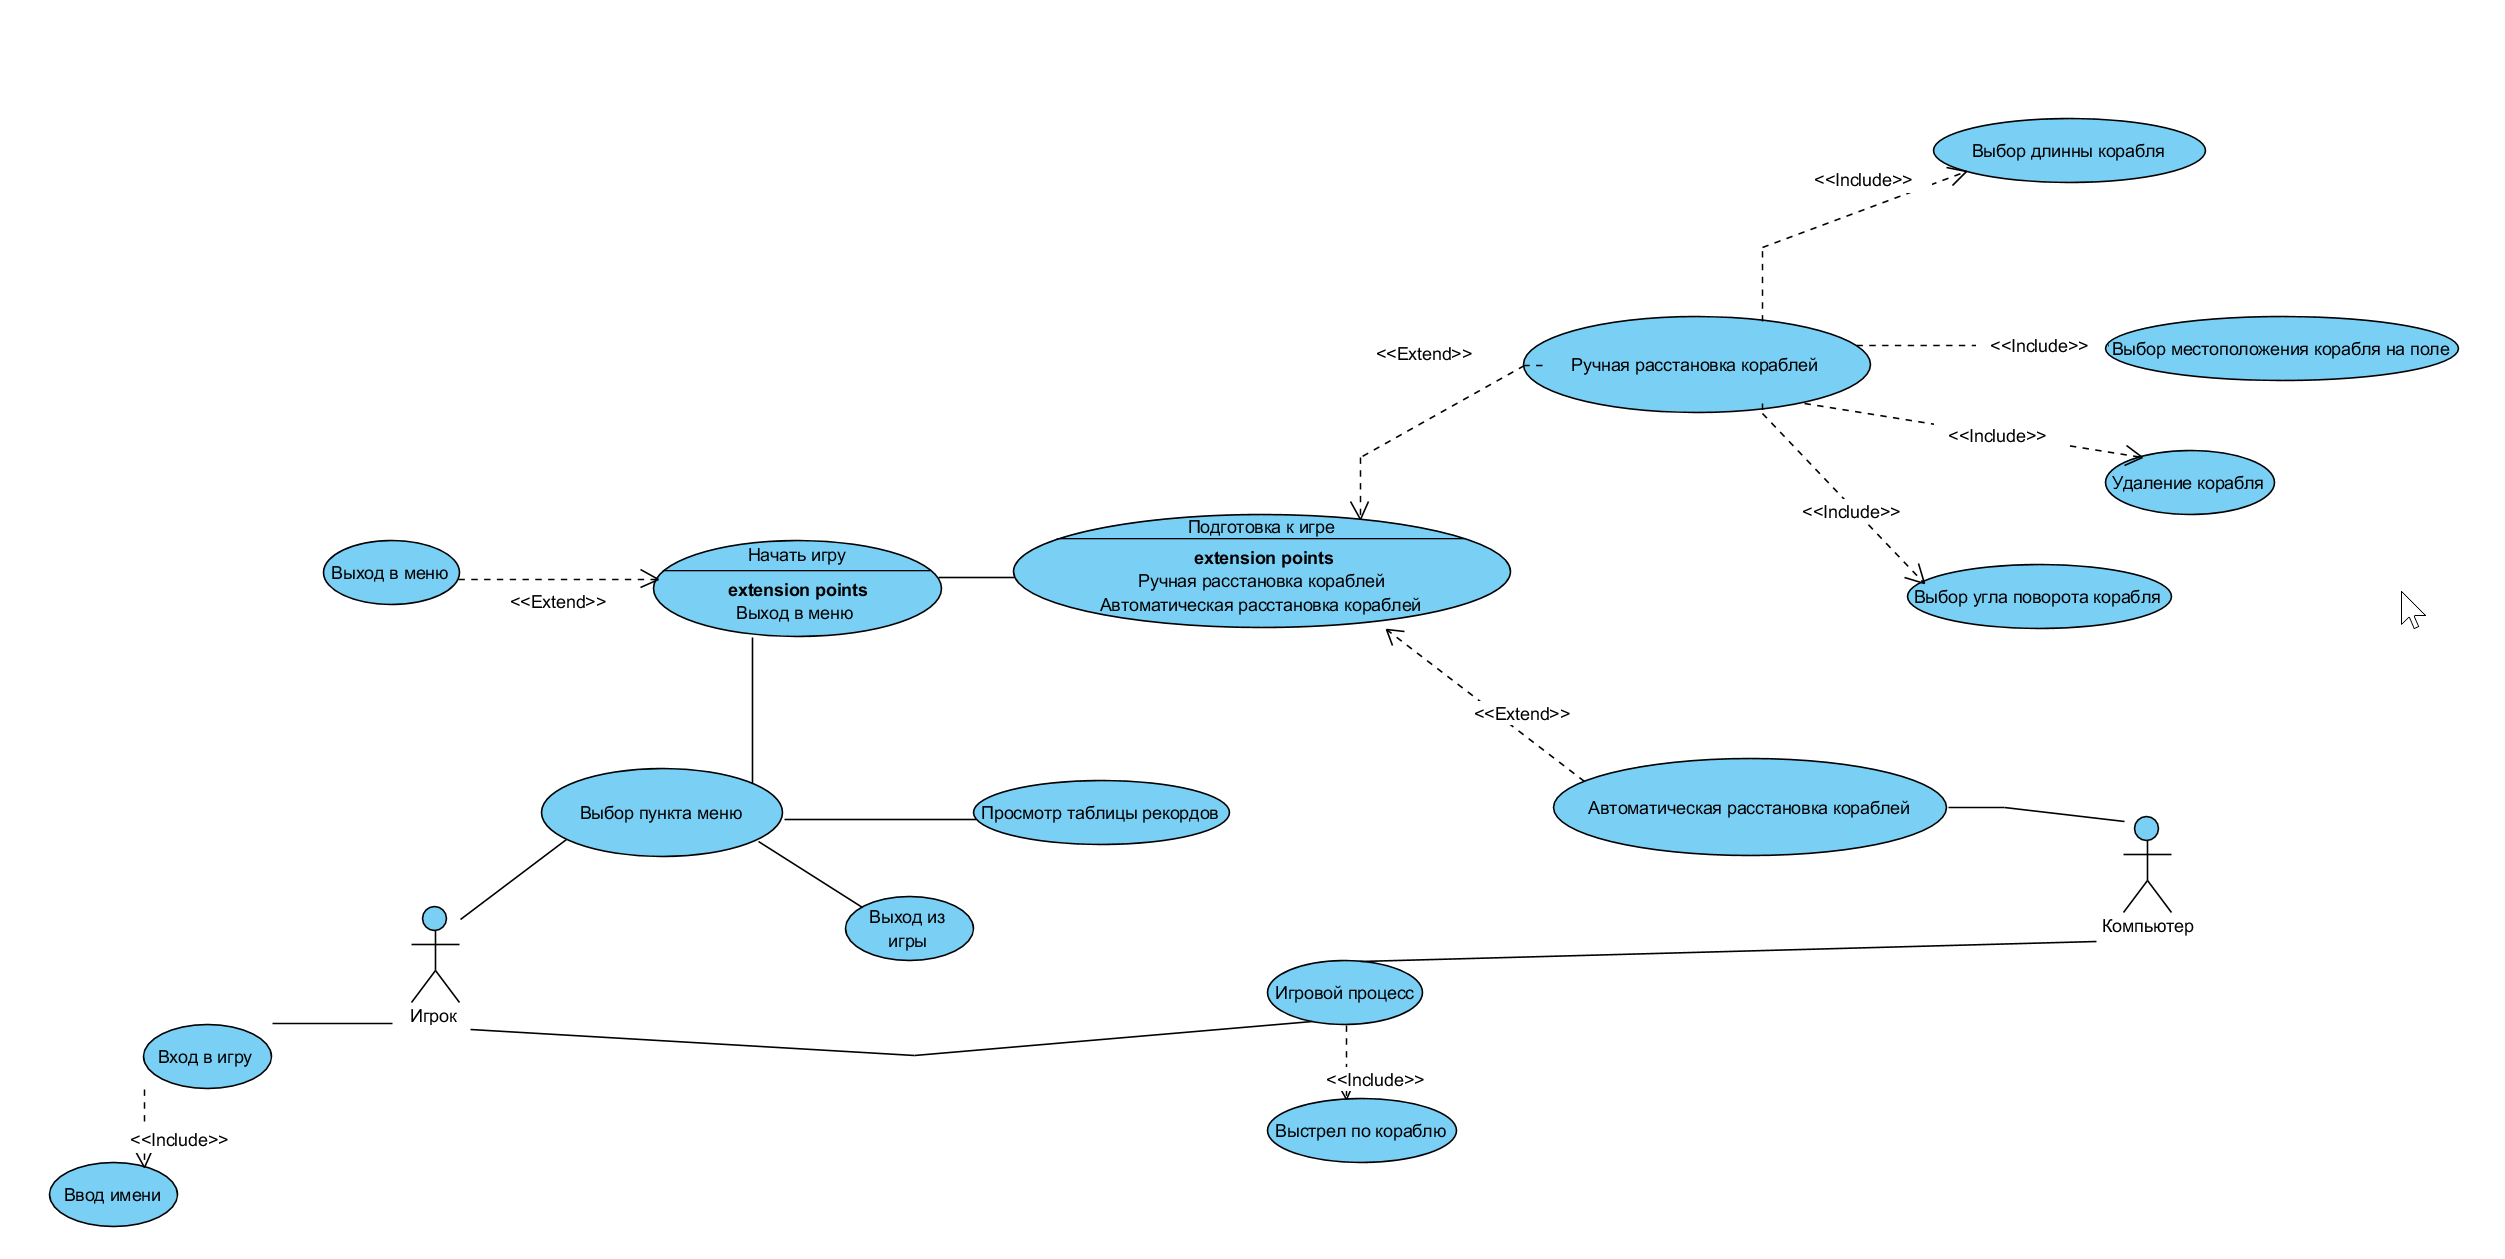 Выбор длинны корабля
<<Include>>
<<Extend>>
Ручная расстановка кораблей
<<Include>>
Выбор местоположения корабля на поле
<<Include>>
Удаление корабля
<<Include>>
Выбор угла поворота корабля
Выход в меню
<<Extend>>
Начать игру
extension points
Выход в меню
Подготовка к игре
extension points
Ручная расстановка кораблей
Автоматическая расстановка кораблей
<<Extend>>
Выбор пункта меню
Просмотр таблицы рекордов
Автоматическая расстановка кораблей
Выход из
игры
Компьютер
Игрок
Игровой процесс
Вход в игру
<<Include>>
Выстрел по кораблю
<<Include>>
Ввод имени